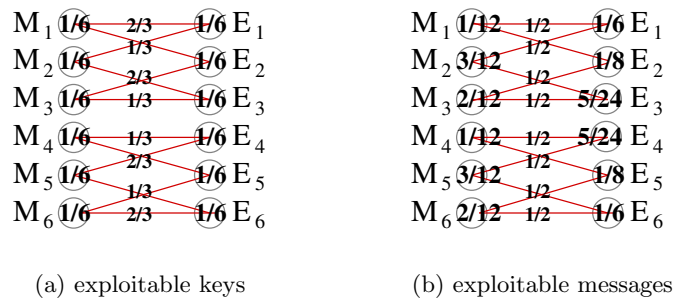 M1 1/6 2/3 1/6 E1 M1 1/12 1/2 1/6 E1
1/3 1/2
M2 1/6 1/6 E2 M2 3/12 1/8 E2
2/3 1/2
M3 1/6 1/3 1/6 E3 M3 2/12 1/2 5/24 E3
M4 1/6 1/3 1/6 E4 M4 1/12 1/2 5/24 E4
2/3 1/2
M5 1/6 1/6 E5 M5 3/12 1/8 E5
1/3 1/2
M6 1/6 2/3 1/6 E6 M6 2/12 1/2 1/6 E6
(a) exploitable keys (b) exploitable messages